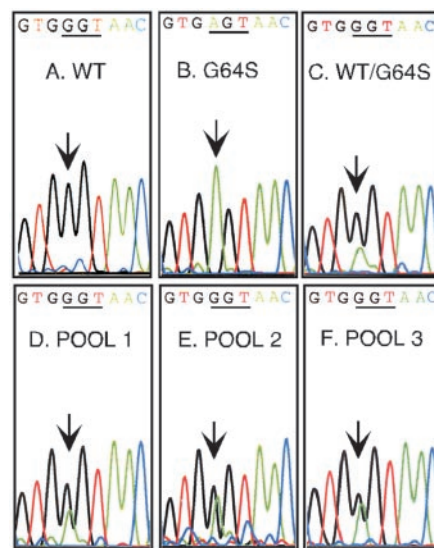 GTGGGTAAC
A. WT
GTGAGTAAC
B. G64S
GTGGGTAAC
C. WT/G64S
GTGGGTAAC
D. POOL 1
GTGGGTAAC
E. POOL 2
GTGGGTAAC
F. POOL 3